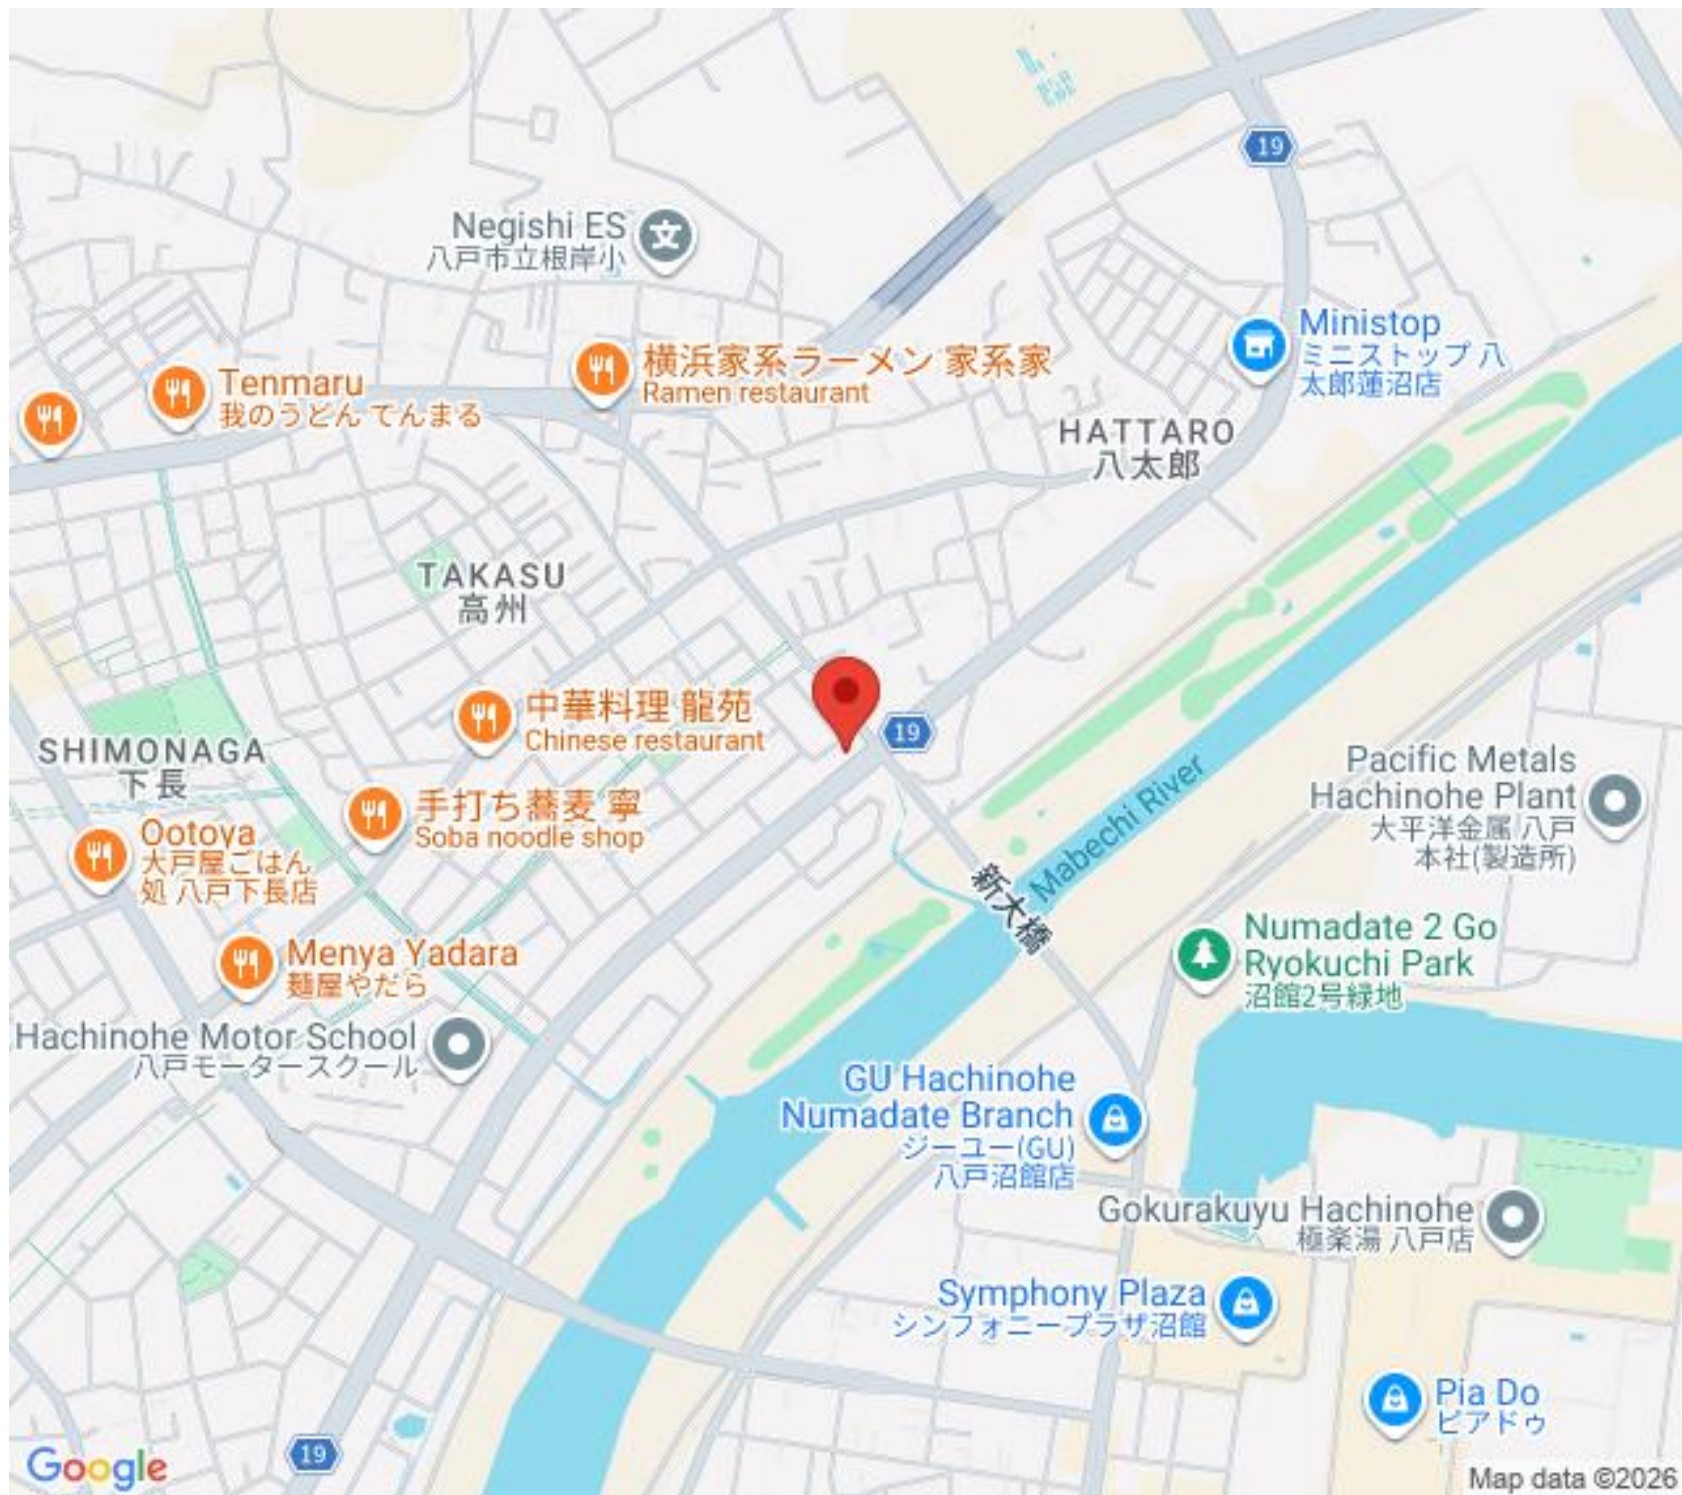 19
Negishi ES
八戸市立根岸小
Ministop
ミニストップ 八
太郎蓮沼店
横浜家系ラーメン 家系家
Ramen restaurant
Tenmaru
我のうどん てんまる
HATTARO
八太郎
TAKASU
高州
中華料理 龍苑
Chinese restaurant
19
SHIMONAGA
下長
手打ち蕎麦 寧
Soba noodle shop
Ootoya
大戸屋ごはん
処 八戸下長店
Mabechi River
新大橋
Pacific Metals
Hachinohe Plant
大平洋金属 八戸
本社(製造所)
Menya Yadara
麺屋やだら
Numadate 2 Go
Ryokuchi Park
沼館2号緑地
Hachinohe Motor School
八戸モータースクール
GU Hachinohe
Numadate Branch
ジーユー(GU)
八戸沼館店
Gokurakuyu Hachinohe
極楽湯 八戸店
Symphony Plaza
シンフォニープラザ沼館
Pia Do
ピアドゥ
19
Google
Map data ©2026